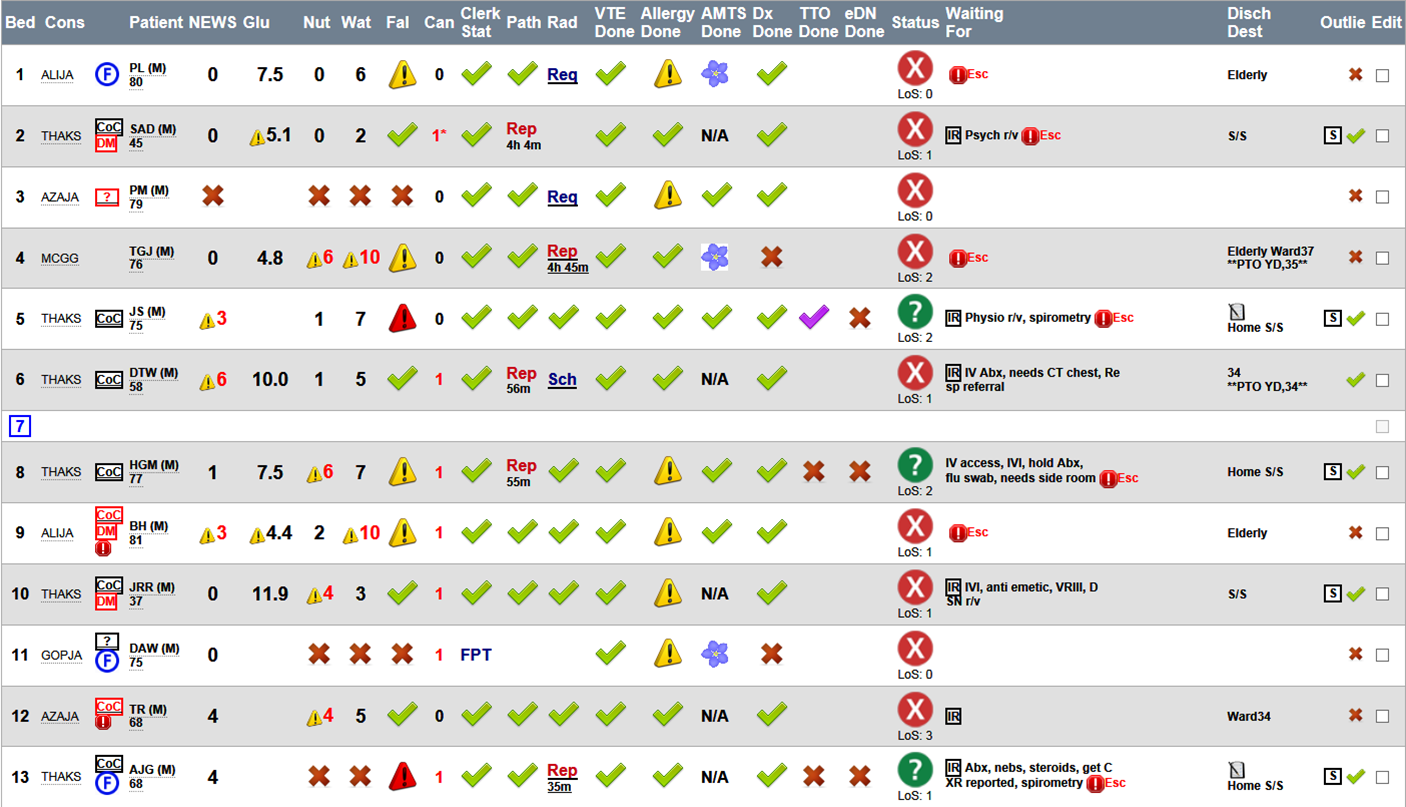 Bed Cons Patient NEWS Glu Nut Wat Fal Can Clerk Stat Path Rad VTE Done Allergy Done AMTS Done Dx Done TTO Done eDN Done Status Waiting For Disch Dest Outlie Edit
1 ALIJA F PL (M) 0 7.5 0 6 0 Req Esc Elderly
80
LoS: 0
2 THAKS CoC SAD (M) 0 5.1 0 2 1* Rep N/A IR Psych r/v Esc S/S S
DM 45 4h 4m
LoS: 1
3 AZAJA ? PM (M) 0 Req
79
LoS: 0
4 MCGG TGJ (M) 0 4.8 6 10 0 Rep Esc Elderly Ward37
76 4h 45m **PTO YD,35**
LoS: 2
5 THAKS CoC JS (M) 3 1 7 0 ? IR Physio r/v, spirometry Esc Home S/S S
75
LoS: 2
6 THAKS CoC DTW (M) 6 10.0 1 5 1 Rep Sch N/A IR IV Abx, needs CT chest, Re 34
58 56m sp referral **PTO YD,34**
LoS: 1
7
8 THAKS CoC HGM (M) 1 7.5 6 7 1 Rep ? IV access, IVI, hold Abx, Home S/S S
77 55m flu swab, needs side room Esc
LoS: 2
9 ALIJA CoC BH (M) 3 4.4 2 10 1 Esc Elderly
DM 81
LoS: 1
10 THAKS CoC JRR (M) 0 11.9 4 3 1 N/A IR IVI, anti emetic, VRIII, D S/S S
DM 37 SN r/v
LoS: 1
11 GOPJA ? DAW (M) 0 1 FPT
F 75
LoS: 0
12 AZAJA CoC TR (M) 4 4 5 0 N/A IR Ward34
68
LoS: 3
13 THAKS CoC AJG (M) 4 1 Rep N/A ? IR Abx, nebs, steroids, get C Home S/S S
F 68 35m XR reported, spirometry Esc
LoS: 1